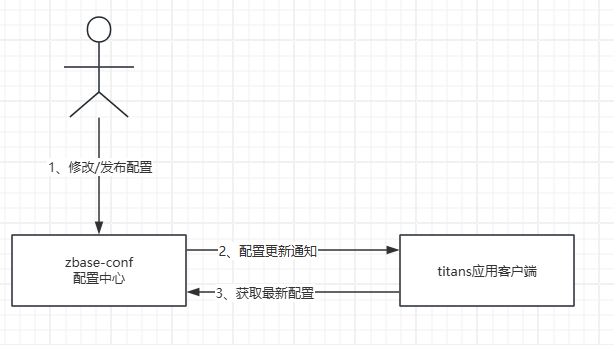 1、修改/发布配置
zbase-conf
配置中心
2、配置更新通知
3、获取最新配置
titans应用客户端